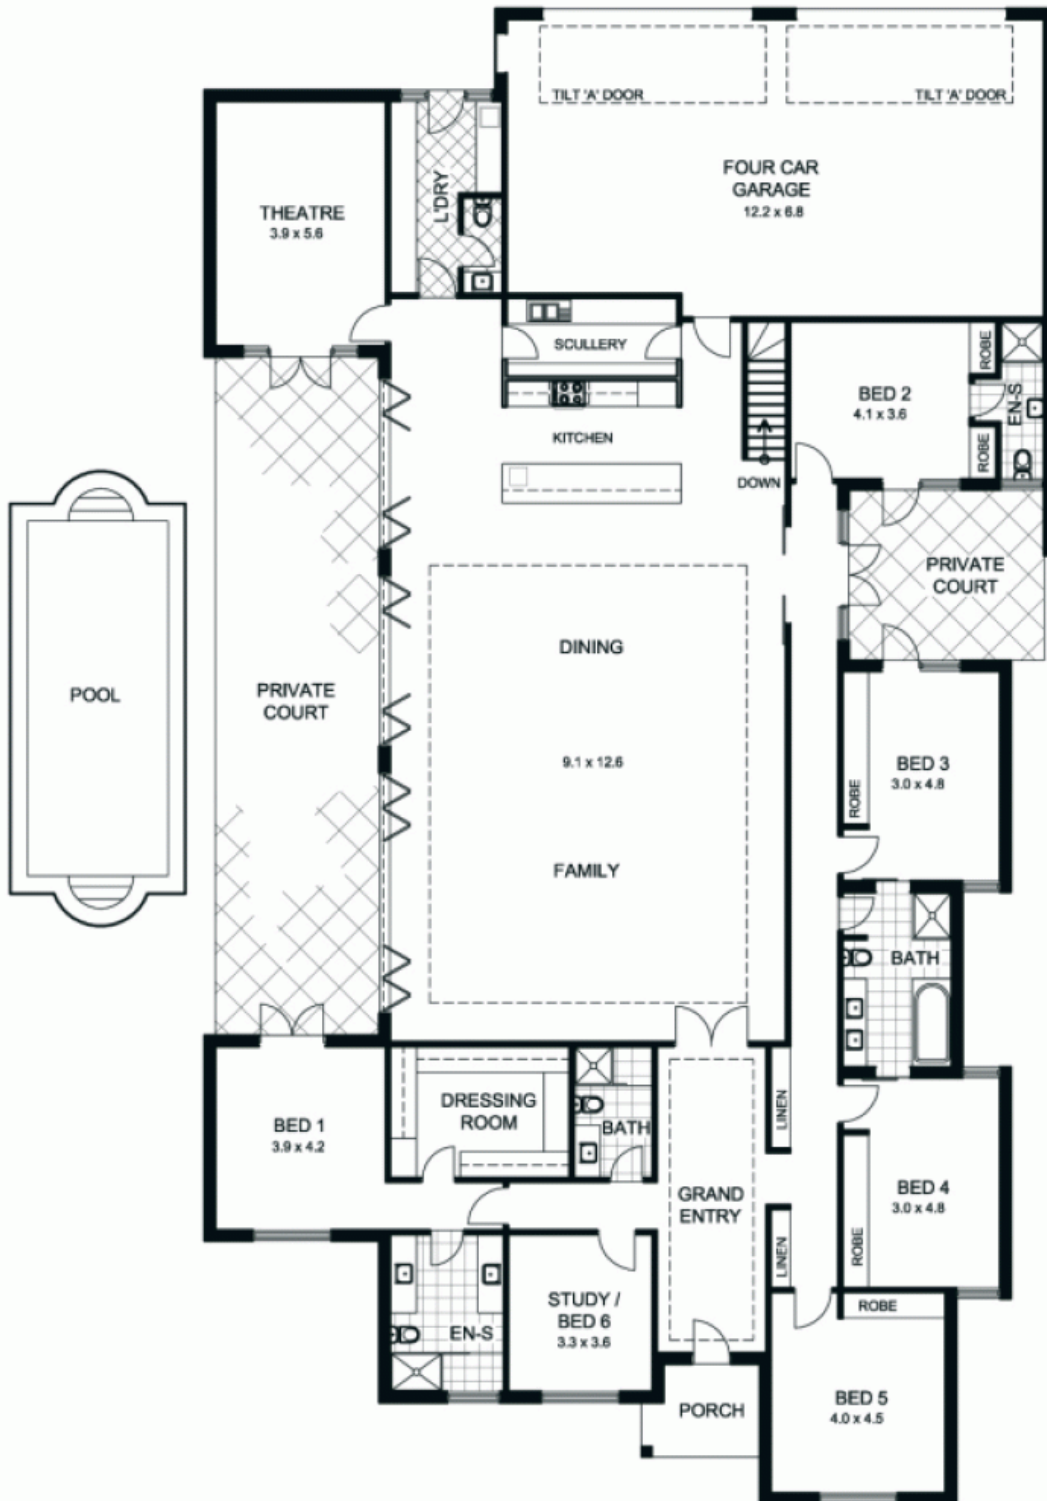 TILT 'A' DOOR
TILT 'A' DOOR
FOUR CAR
GARAGE
12.2 x 6.8
THEATRE
3.9 x 5.6
L'DRY
SCULLERY
KITCHEN
DOWN
BED 2
4.1 x 3.6
ROBE
ROBE
EN-S
PRIVATE
COURT
DINING
9.1 x 12.6
FAMILY
PRIVATE
COURT
POOL
BED 3
3.0 x 4.8
ROBE
BATH
BED 1
3.9 x 4.2
DRESSING
ROOM
BATH
GRAND
ENTRY
LINEN
LINEN
BED 4
3.0 x 4.8
ROBE
ROBE
EN-S
STUDY /
BED 6
3.3 x 3.6
PORCH
BED 5
4.0 x 4.5